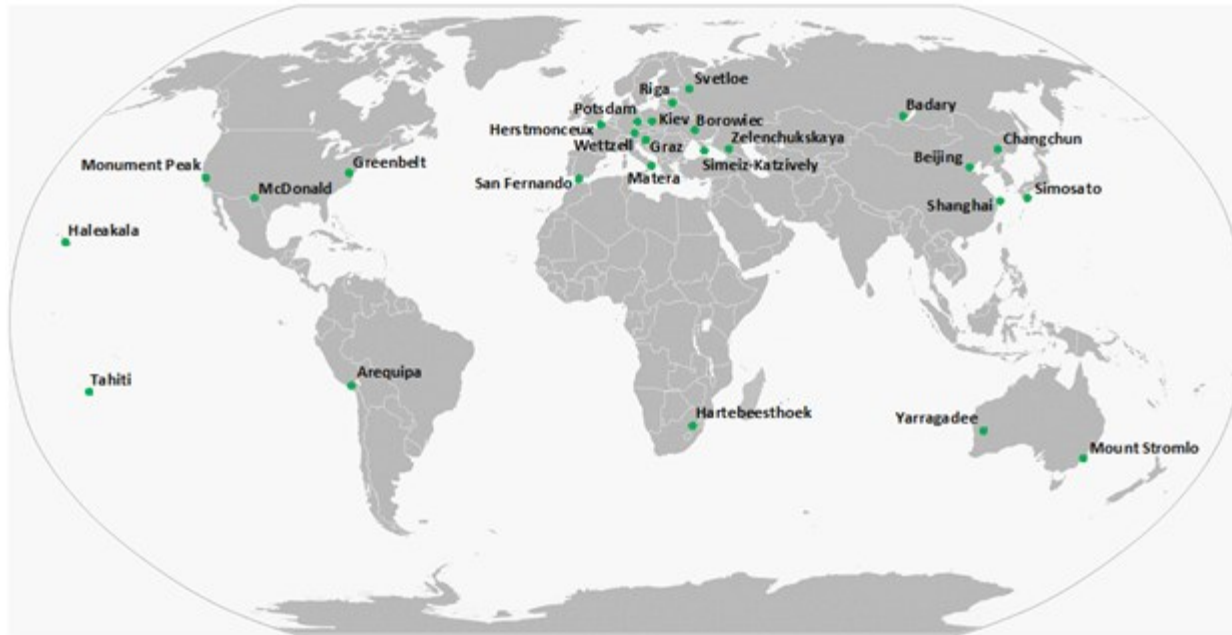 Svetloe
Riga
Badary
Potsdam
Kiev
Borowiec
Herstmonceux
Zelenchukskaya
Changchun
Wettzell
Graz
Monument Peak
Greenbelt
Beijing
Simeiz-Katzively
San Fernando
Matera
McDonald
Simosato
Shanghai
Haleakala
Tahiti
Arequipa
Hartebeesthoek
Yarragadee
Mount Stromlo